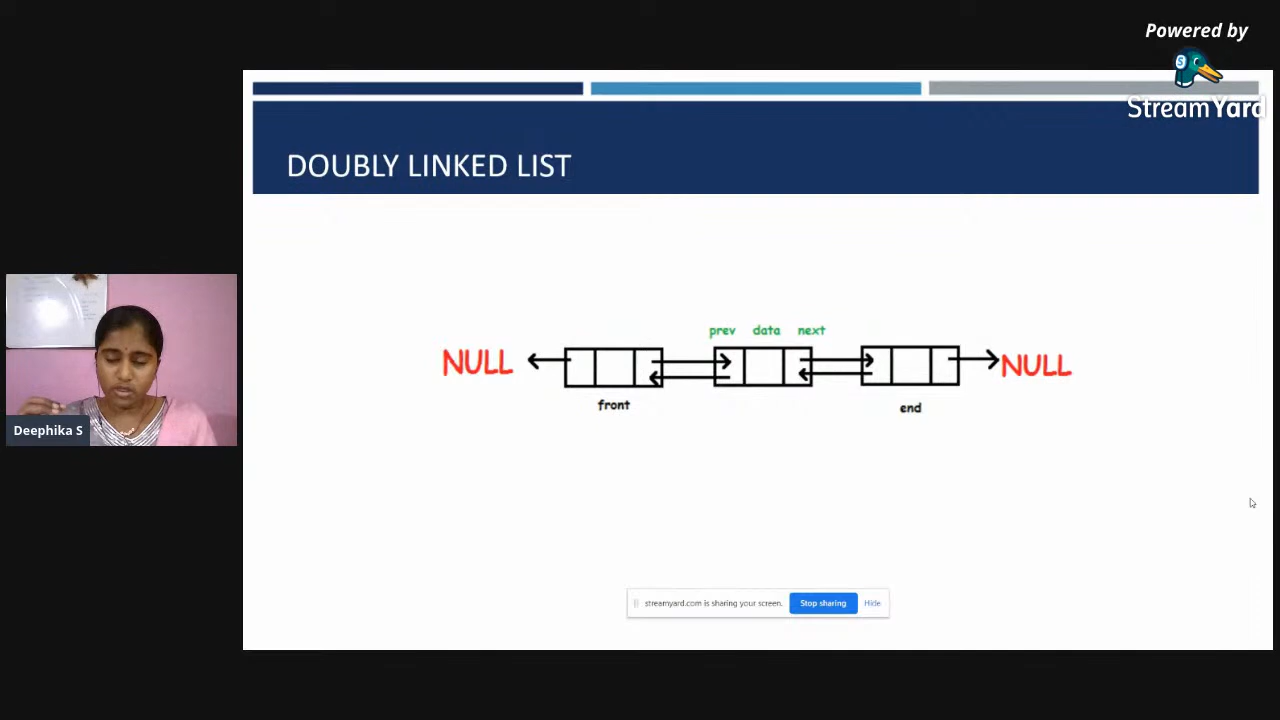 Powered by
StreamYard
DOUBLY LINKED LIST
prev data next
NULL
NULL
front
end
Deephika S
streamyard.com is sharing your screen.
Stop sharing
Hide